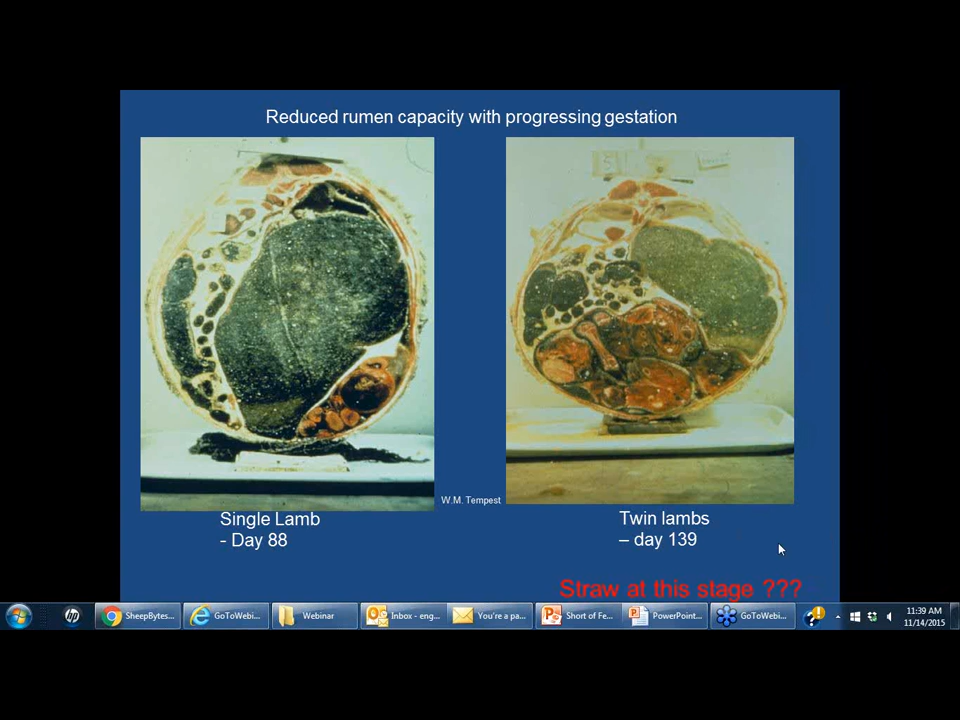 Reduced rumen capacity with progressing gestation
W.M. Tempest
Single Lamb
- Day 88
Twin lambs
– day 139
Straw at this stage ???
SheepBytes...
GoToWebi...
Webinar
Inbox - eng...
You're a pa...
Short of Fe...
PowerPoint...
GoToWebi...
11:39 AM
11/14/2015